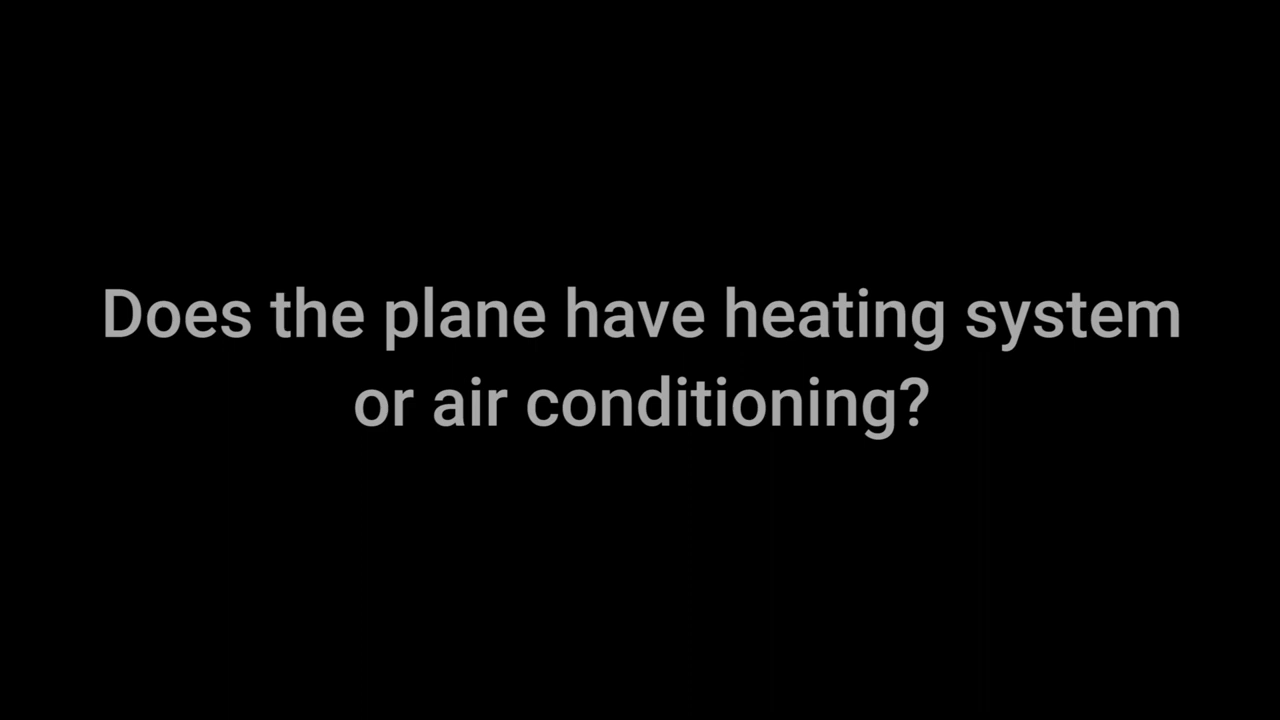 Does the plane have heating system
or air conditioning?